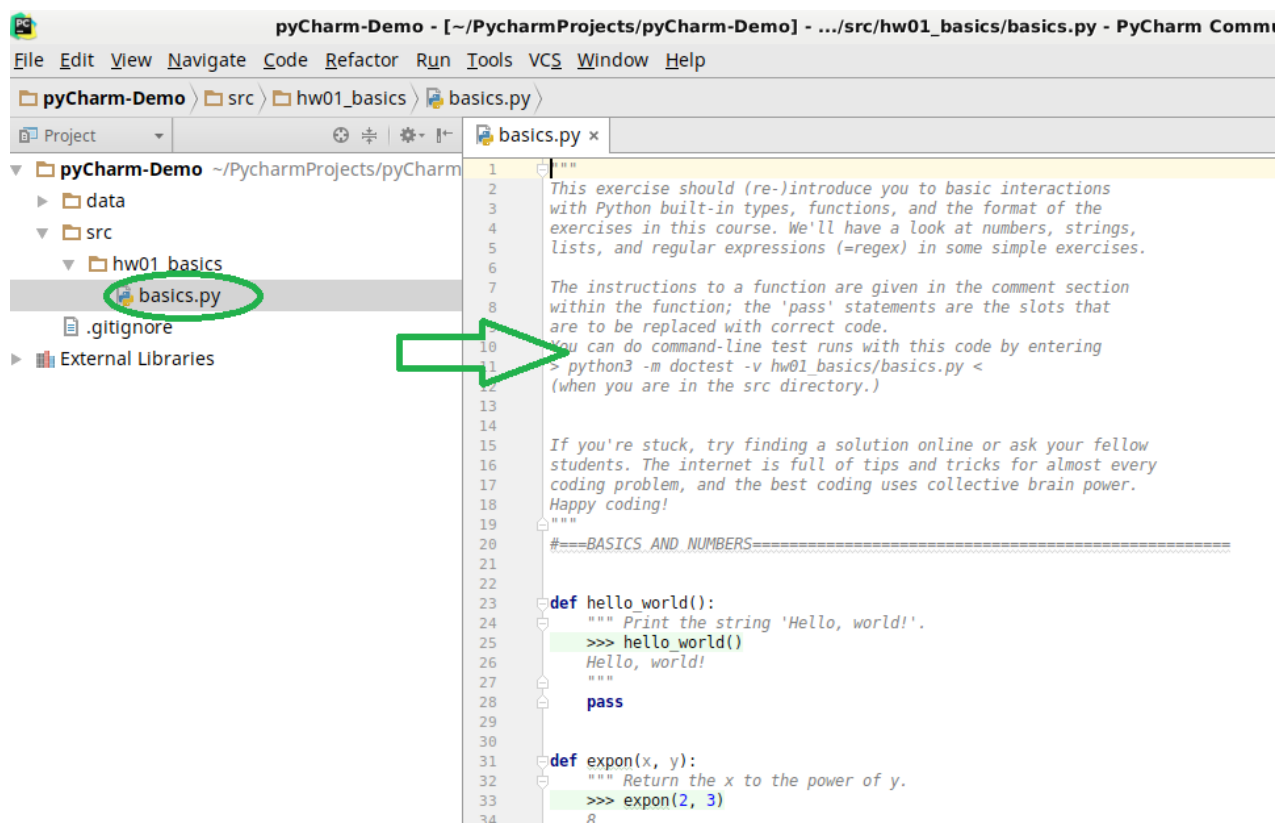 PC
pyCharm-Demo - [~/PycharmProjects/pyCharm-Demo] - .../src/hw01_basics/basics.py - PyCharm Commu
File Edit View Navigate Code Refactor Run Tools VCS Window Help
pyCharm-Demo src hw01_basics basics.py
Project
basics.py ×
pyCharm-Demo ~/PycharmProjects/pyCharm
data
src
hw01_basics
basics.py
.gitignore
External Libraries
1 """
2 This exercise should (re-)introduce you to basic interactions
3 with Python built-in types, functions, and the format of the
4 exercises in this course. We'll have a look at numbers, strings,
5 lists, and regular expressions (=regex) in some simple exercises.
6
7 The instructions to a function are given in the comment section
8 within the function; the 'pass' statements are the slots that
9 are to be replaced with correct code.
10 You can do command-line test runs with this code by entering
11 > python3 -m doctest -v hw01_basics/basics.py <
12 (when you are in the src directory.)
13
14
15 If you're stuck, try finding a solution online or ask your fellow
16 students. The internet is full of tips and tricks for almost every
17 coding problem, and the best coding uses collective brain power.
18 Happy coding!
19 """
20 #===BASICS AND NUMBERS====================================================
21
22
23 def hello_world():
24     """ Print the string 'Hello, world!'.
25     >>> hello_world()
26     Hello, world!
27     """
28     pass
29
30
31 def expon(x, y):
32     """ Return the x to the power of y.
33     >>> expon(2, 3)
34     8